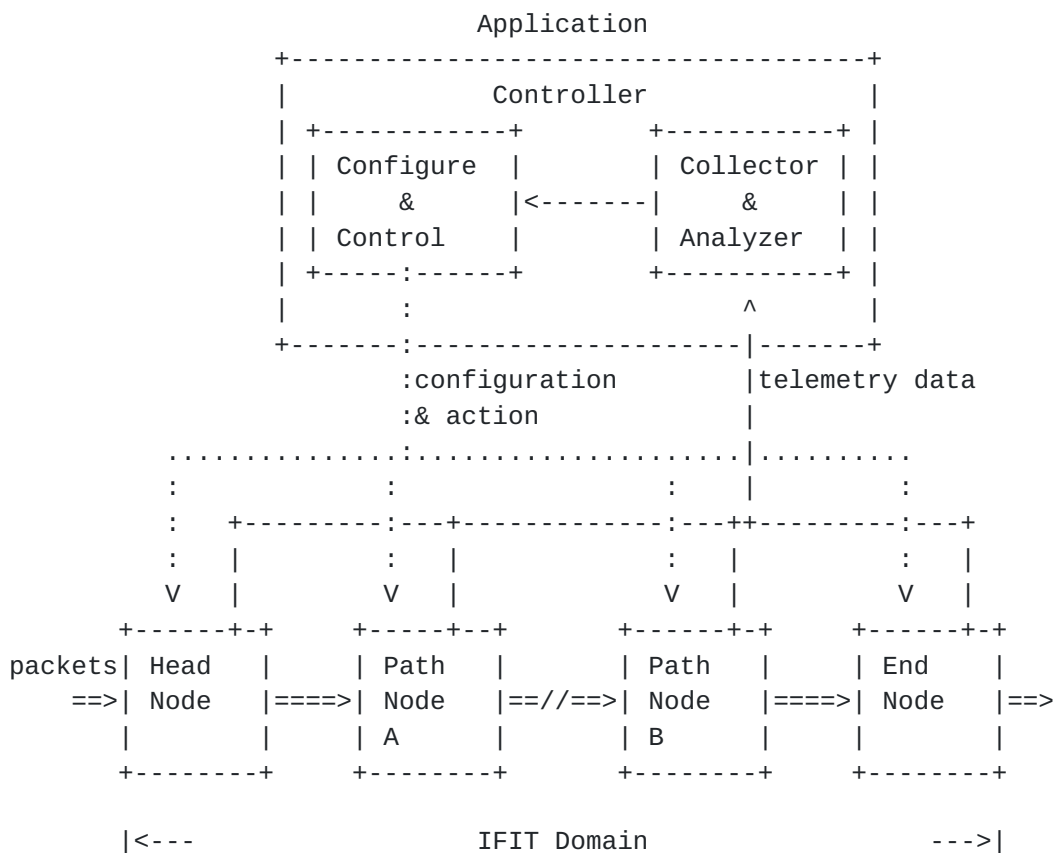 Application
Controller
Configure Collector
& &
Control Analyzer
:configuration |telemetry data
:& action
V V V V
packets| Head Path Path End
==>| Node |====>| Node |==//==>| Node |====>| Node |==>
A B
|<--- IFIT Domain --->|